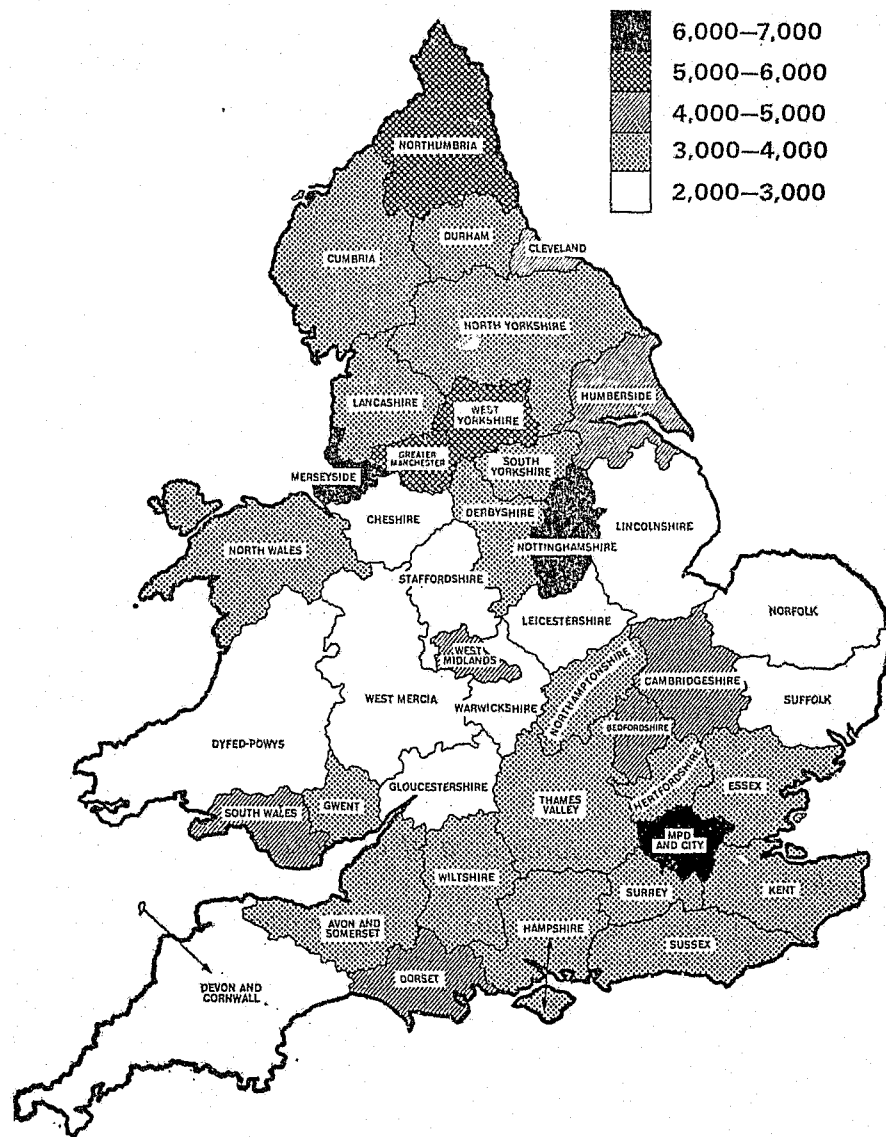 6,000—7,000
5,000—6,000
4,000—5,000
3,000—4,000
2,000—3,000
NORTHUMBRIA
DURHAM
CLEVELAND
CUMBRIA
NORTH YORKSHIRE
LANCASHIRE
HUMBERSIDE
WEST
YORKSHIRE
GREATER
MANCHESTER
SOUTH
YORKSHIRE
MERSEYSIDE
CHESHIRE
DERBYSHIRE
LINCOLNSHIRE
NORTH WALES
NOTTINGHAMSHIRE
STAFFORDSHIRE
LEICESTERSHIRE
NORFOLK
WEST
MIDLANDS
NORTHAMPTONSHIRE
CAMBRIDGESHIRE
WEST MERCIA
WARWICKSHIRE
SUFFOLK
BEDFORDSHIRE
DYFED-POWYS
GLOUCESTERSHIRE
HERTFORDSHIRE
ESSEX
SOUTH WALES
GWENT
THAMES
VALLEY
MPD
AND CITY
WILTSHIRE
SURREY
KENT
AVON AND
SOMERSET
HAMPSHIRE
SUSSEX
DORSET
DEVON AND
CORNWALL